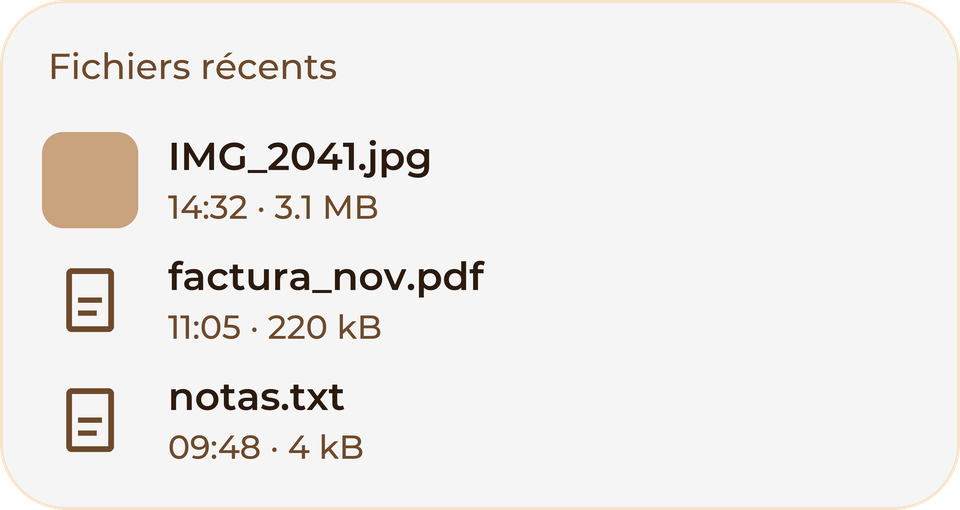 Fichiers récents
IMG_2041.jpg
14:32 · 3.1 MB
factura_nov.pdf
11:05 · 220 kB
notas.txt
09:48 · 4 kB